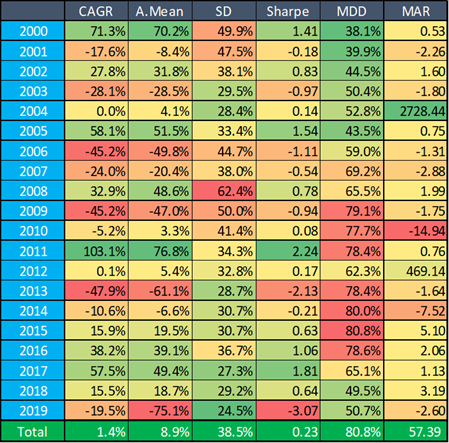 CAGR A.Mean SD Sharpe MDD MAR
2000 71.3% 70.2% 49.9% 1.41 38.1% 0.53
2001 -17.6% -8.4% 47.5% -0.18 39.9% -2.26
2002 27.8% 31.8% 38.1% 0.83 44.5% 1.60
2003 -28.1% -28.5% 29.5% -0.97 50.4% -1.80
2004 0.0% 4.1% 28.4% 0.14 52.8% 2728.44
2005 58.1% 51.5% 33.4% 1.54 43.5% 0.75
2006 -45.2% -49.8% 44.7% -1.11 59.0% -1.31
2007 -24.0% -20.4% 38.0% -0.54 69.2% -2.88
2008 32.9% 48.6% 62.4% 0.78 65.5% 1.99
2009 -45.2% -47.0% 50.0% -0.94 79.1% -1.75
2010 -5.2% 3.3% 41.4% 0.08 77.7% -14.94
2011 103.1% 76.8% 34.3% 2.24 78.4% 0.76
2012 0.1% 5.4% 32.8% 0.17 62.3% 469.14
2013 -47.9% -61.1% 28.7% -2.13 78.4% -1.64
2014 -10.6% -6.6% 30.7% -0.21 80.0% -7.52
2015 15.9% 19.5% 30.7% 0.63 80.8% 5.10
2016 38.2% 39.1% 36.7% 1.06 78.6% 2.06
2017 57.5% 49.4% 27.3% 1.81 65.1% 1.13
2018 15.5% 18.7% 29.2% 0.64 49.5% 3.19
2019 -19.5% -75.1% 24.5% -3.07 50.7% -2.60
Total 1.4% 8.9% 38.5% 0.23 80.8% 57.39